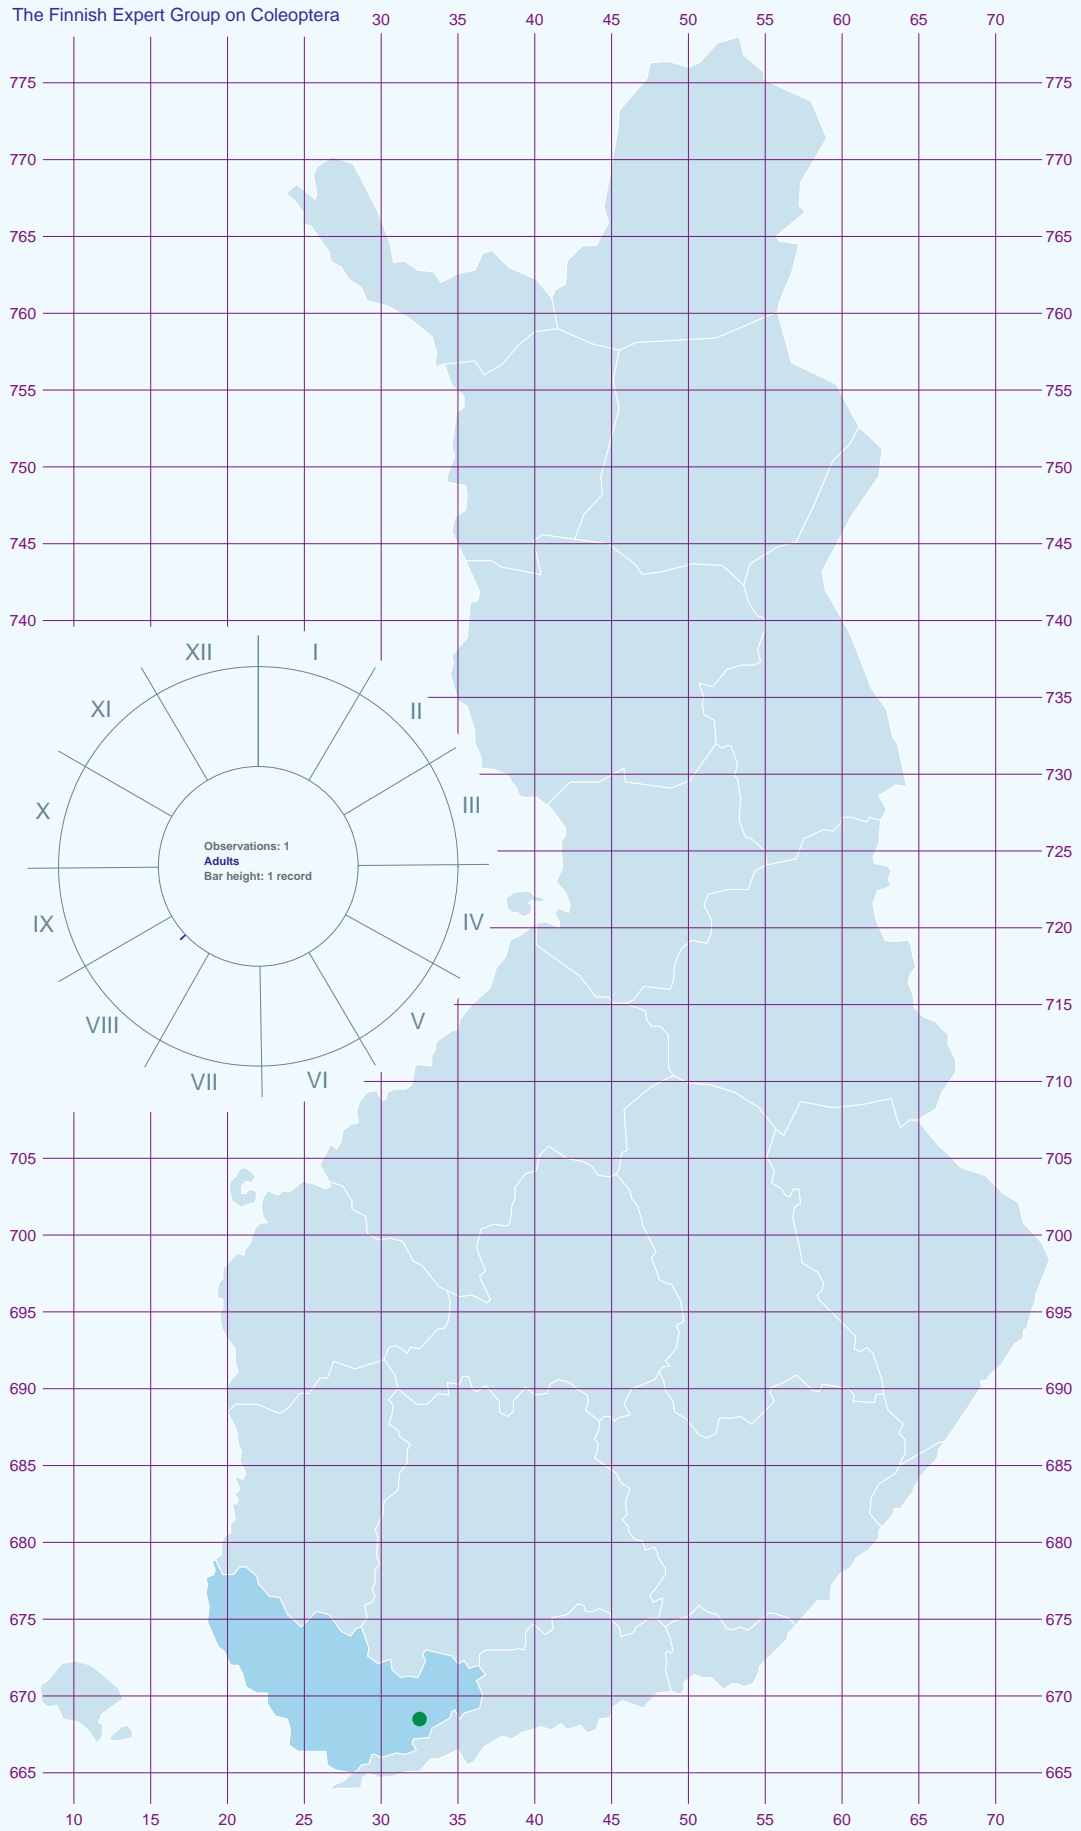 The Finnish Expert Group on Coleoptera
30 35 40 45 50 55 60 65 70
775 775
770 770
765 765
760 760
755 755
750 750
745 745
740 740
XII I
XI II
735
730
X III
725
Observations: 1
Adults
Bar height: 1 record
IX IV
720
715
VIII V
VII VI
710
705 705
700 700
695 695
690 690
685 685
680 680
675 675
670 670
665 665
10 15 20 25 30 35 40 45 50 55 60 65 70